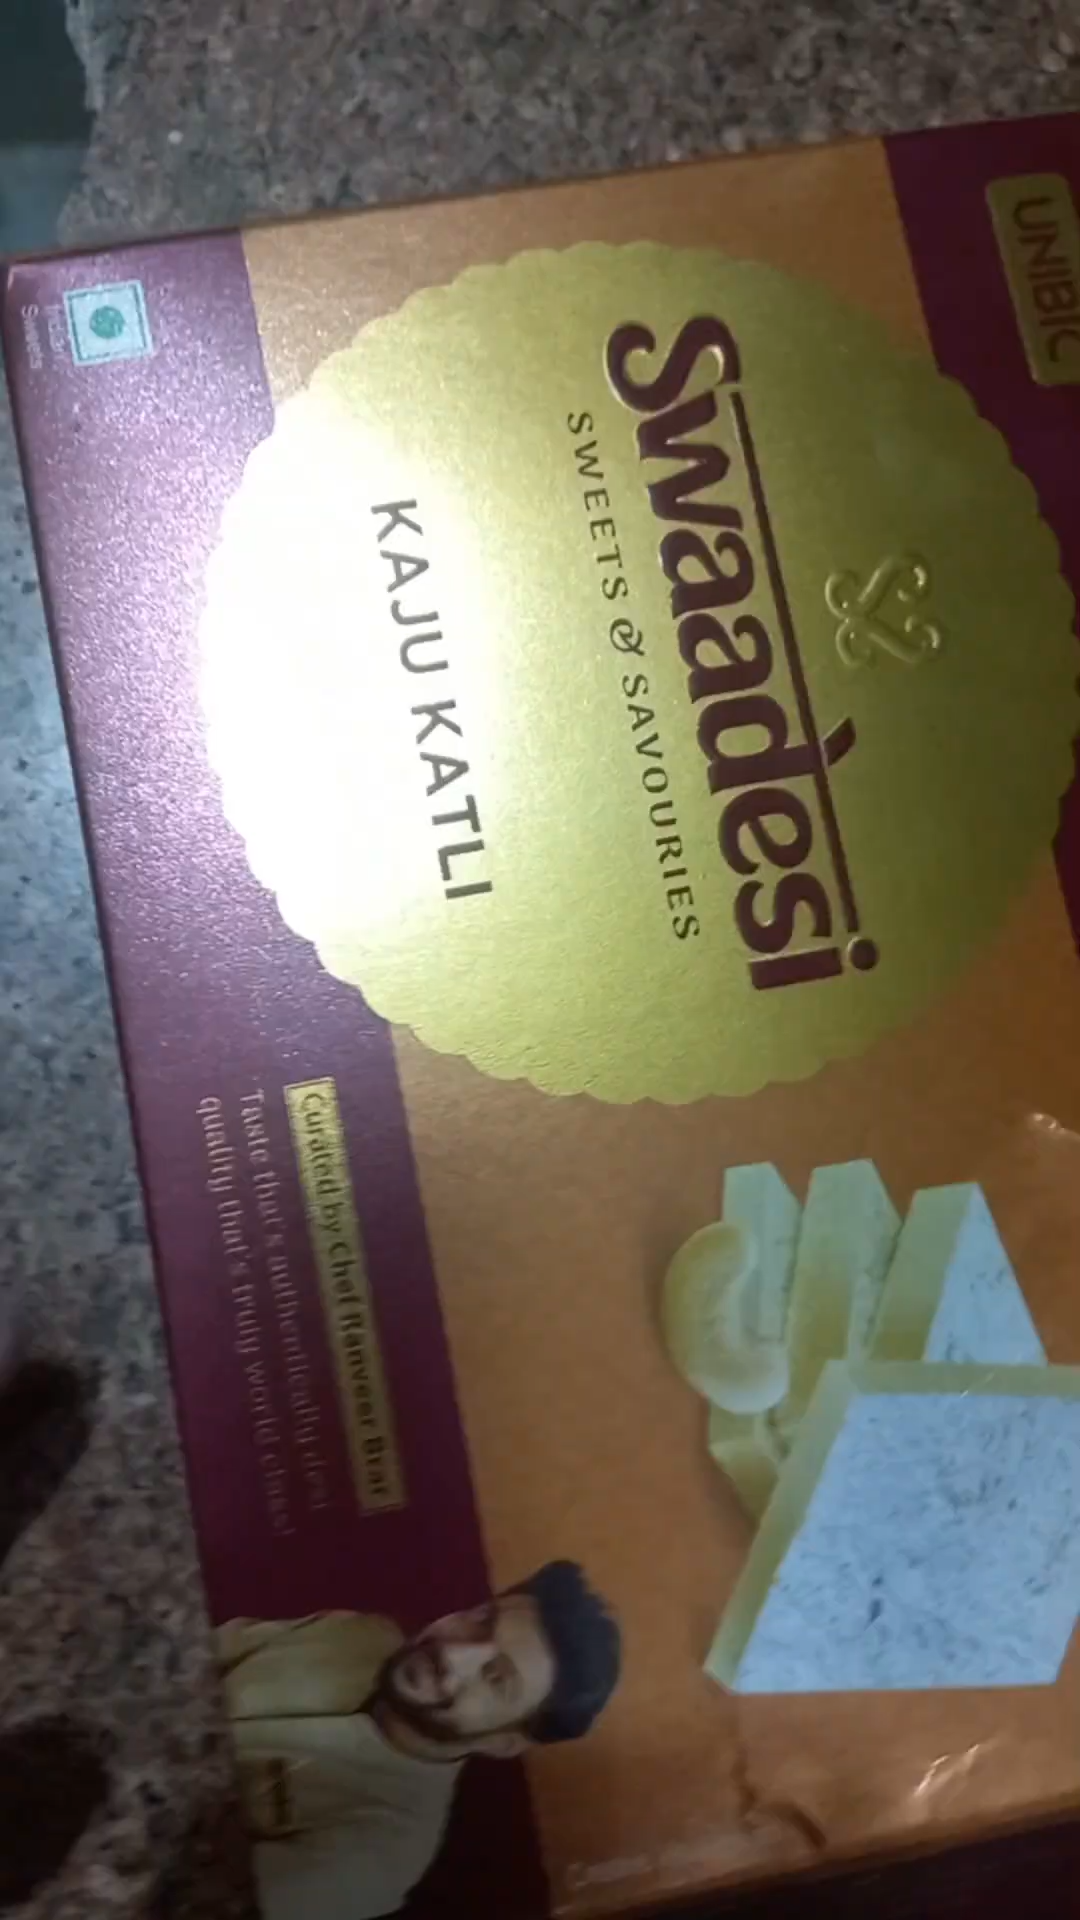 UNIBIC
Swaadesi
SWEETS & SAVOURIES
KAJU KATLI
Curated by Chef Ranveer Brar
Taste that's authentically desi
quality that's truly world class!
Sweets